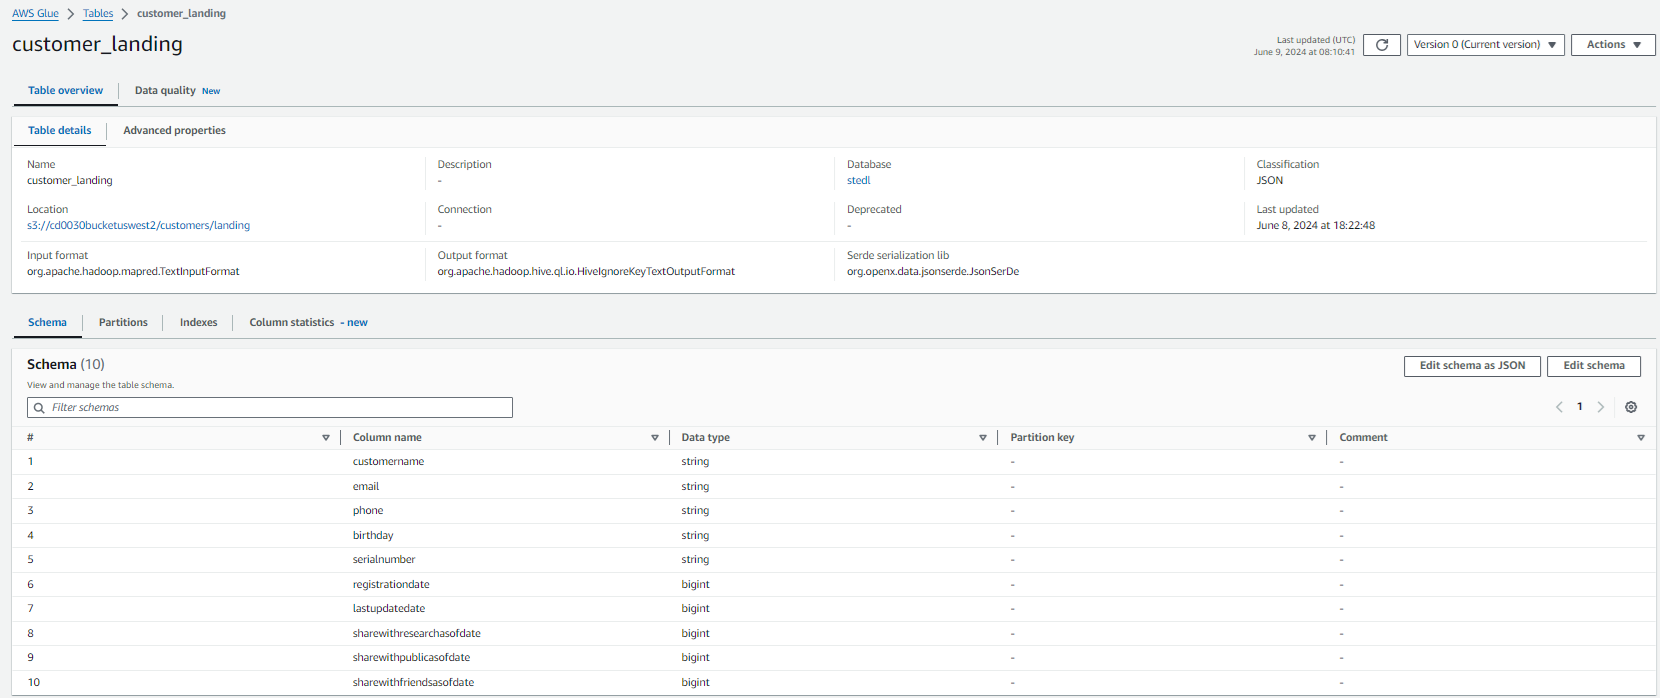 AWS Glue > Tables > customer_landing
customer_landing
Last updated (UTC)
June 9, 2024 at 08:10:41
Version 0 (Current version)
Actions
Table overview
Data quality New
Table details
Advanced properties
Name
customer_landing
Description
-
Database
stedl
Classification
JSON
Location
s3://cd0030bucketuswest2/customers/landing
Connection
-
Deprecated
-
Last updated
June 8, 2024 at 18:22:48
Input format
org.apache.hadoop.mapred.TextInputFormat
Output format
org.apache.hadoop.hive.ql.io.HiveIgnoreKeyTextOutputFormat
Serde serialization lib
org.openx.data.jsonserde.JsonSerDe
Schema
Partitions
Indexes
Column statistics - new
Schema (10)
View and manage the table schema.
Edit schema as JSON
Edit schema
Filter schemas
< 1 >
# Column name Data type Partition key Comment
1 customername string - -
2 email string - -
3 phone string - -
4 birthday string - -
5 serialnumber string - -
6 registrationdate bigint - -
7 lastupdatedate bigint - -
8 sharewithresearchasofdate bigint - -
9 sharewithpublicasofdate bigint - -
10 sharewithfriendsasofdate bigint - -